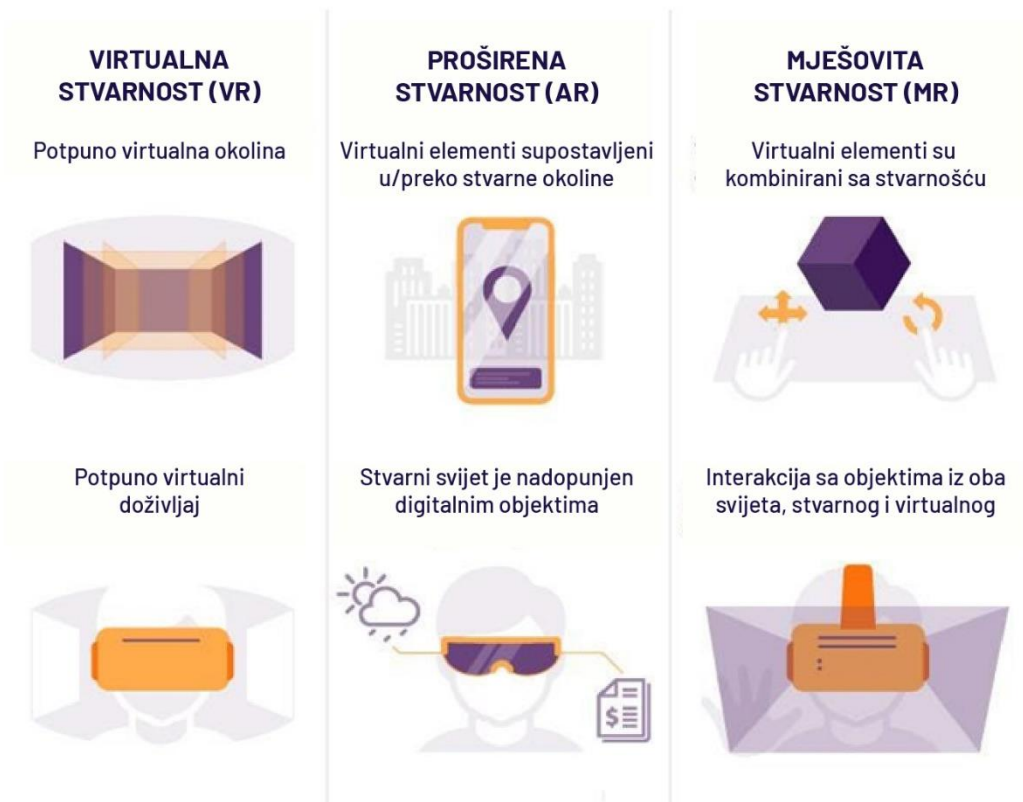 VIRTUALNA
STVARNOST (VR)
Potpuno virtualna okolina
Potpuno virtualni
doživljaj
PROŠIRENA
STVARNOST (AR)
Virtualni elementi supostavljeni
u/preko stvarne okoline
Stvarni svijet je nadopunjen
digitalnim objektima
$
MJEŠOVITA
STVARNOST (MR)
Virtualni elementi su
kombinirani sa stvarnošću
Interakcija sa objektima iz oba
svijeta, stvarnog i virtualnog